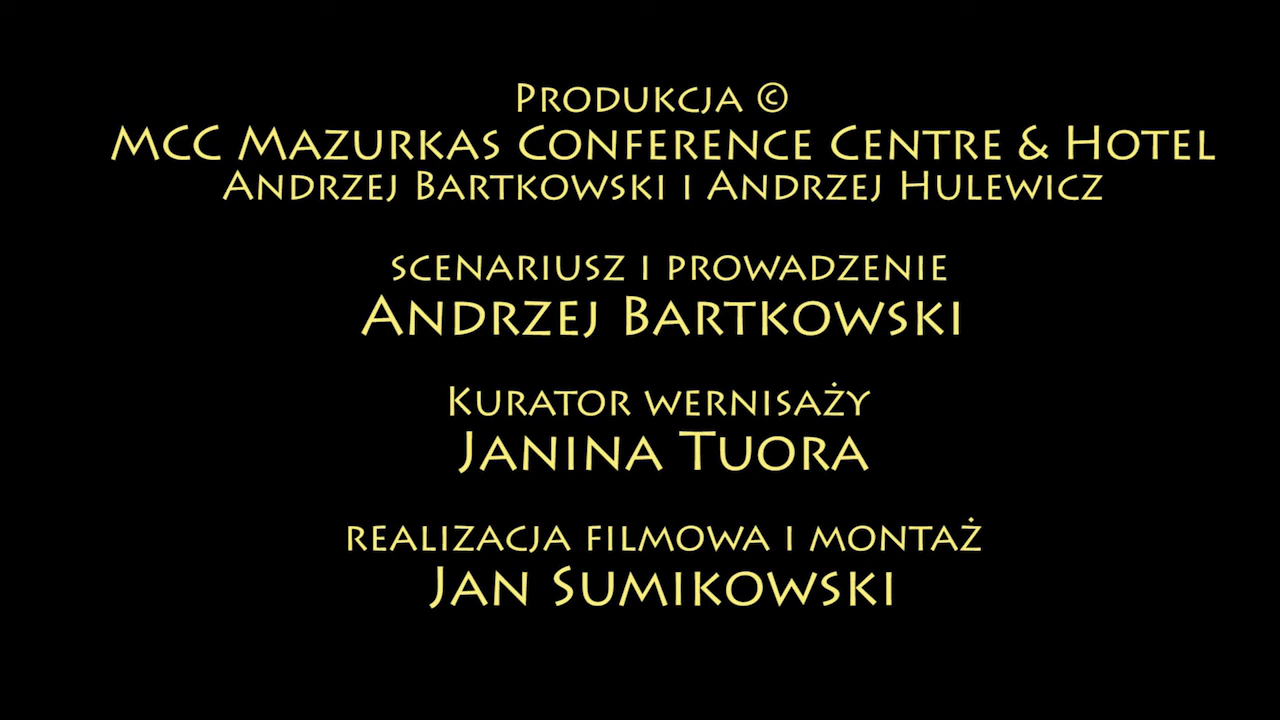 Produkcja ©
MCC Mazurkas Conference Centre & Hotel
Andrzej Bartkowski i Andrzej Hulewicz
scenariusz i prowadzenie
Andrzej Bartkowski
Kurator wernisaży
Janina Tuora
realizacja filmowa i montaż
Jan Sumikowski